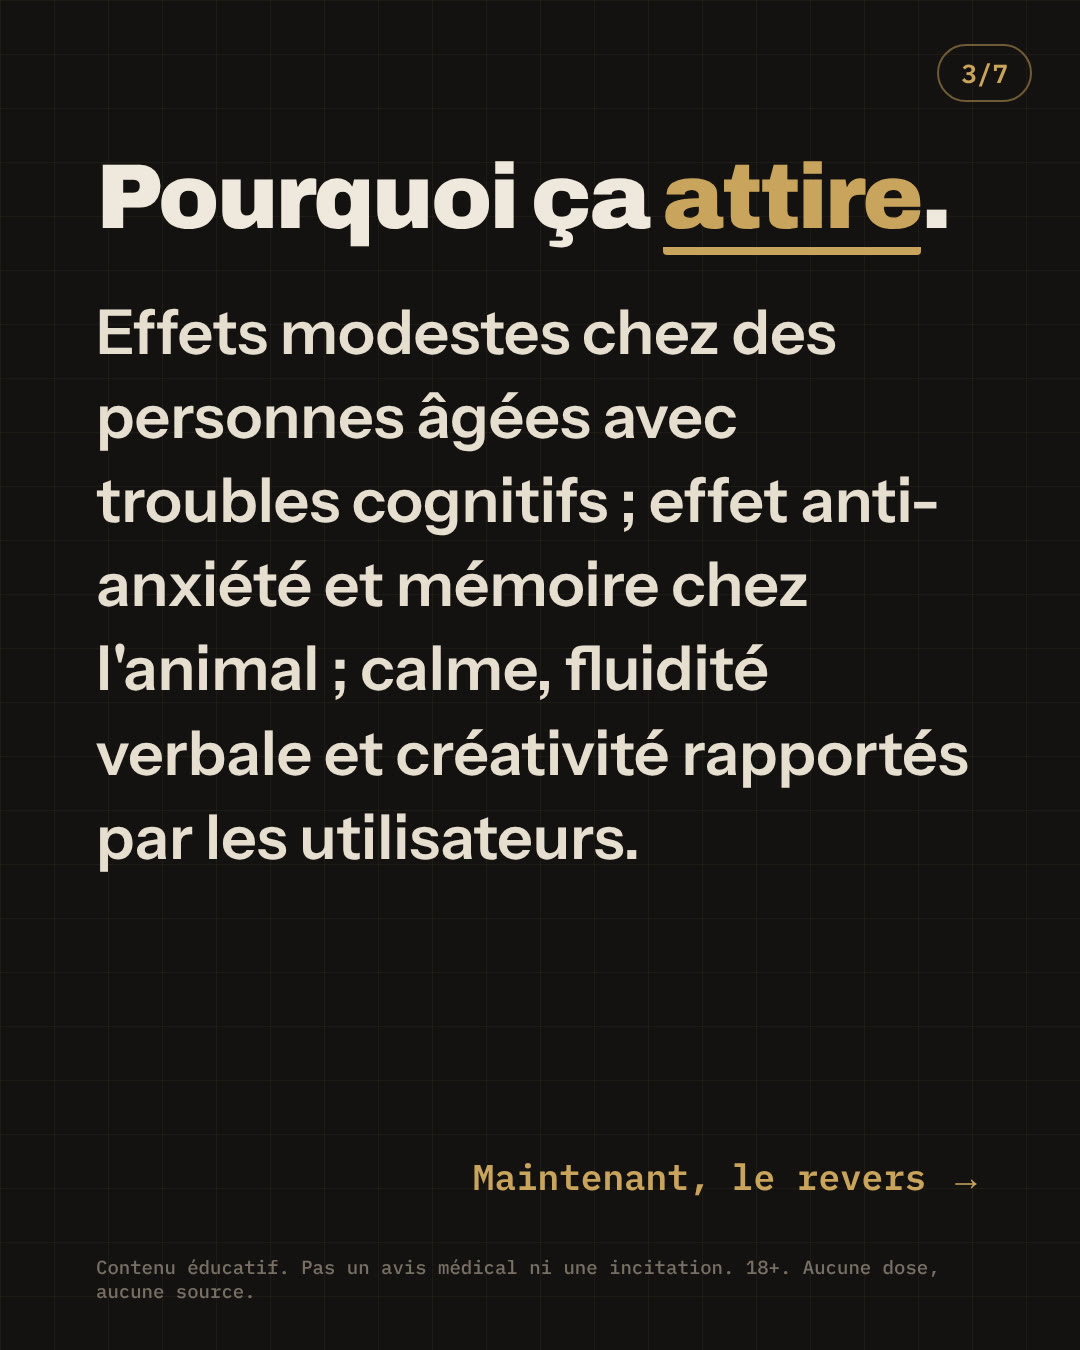 3/7
Pourquoi ça attire.
Effets modestes chez des
personnes âgées avec
troubles cognitifs ; effet anti-
anxiété et mémoire chez
l'animal ; calme, fluidité
verbale et créativité rapportés
par les utilisateurs.
Maintenant, le revers →
Contenu éducatif. Pas un avis médical ni une incitation. 18+. Aucune dose,
aucune source.